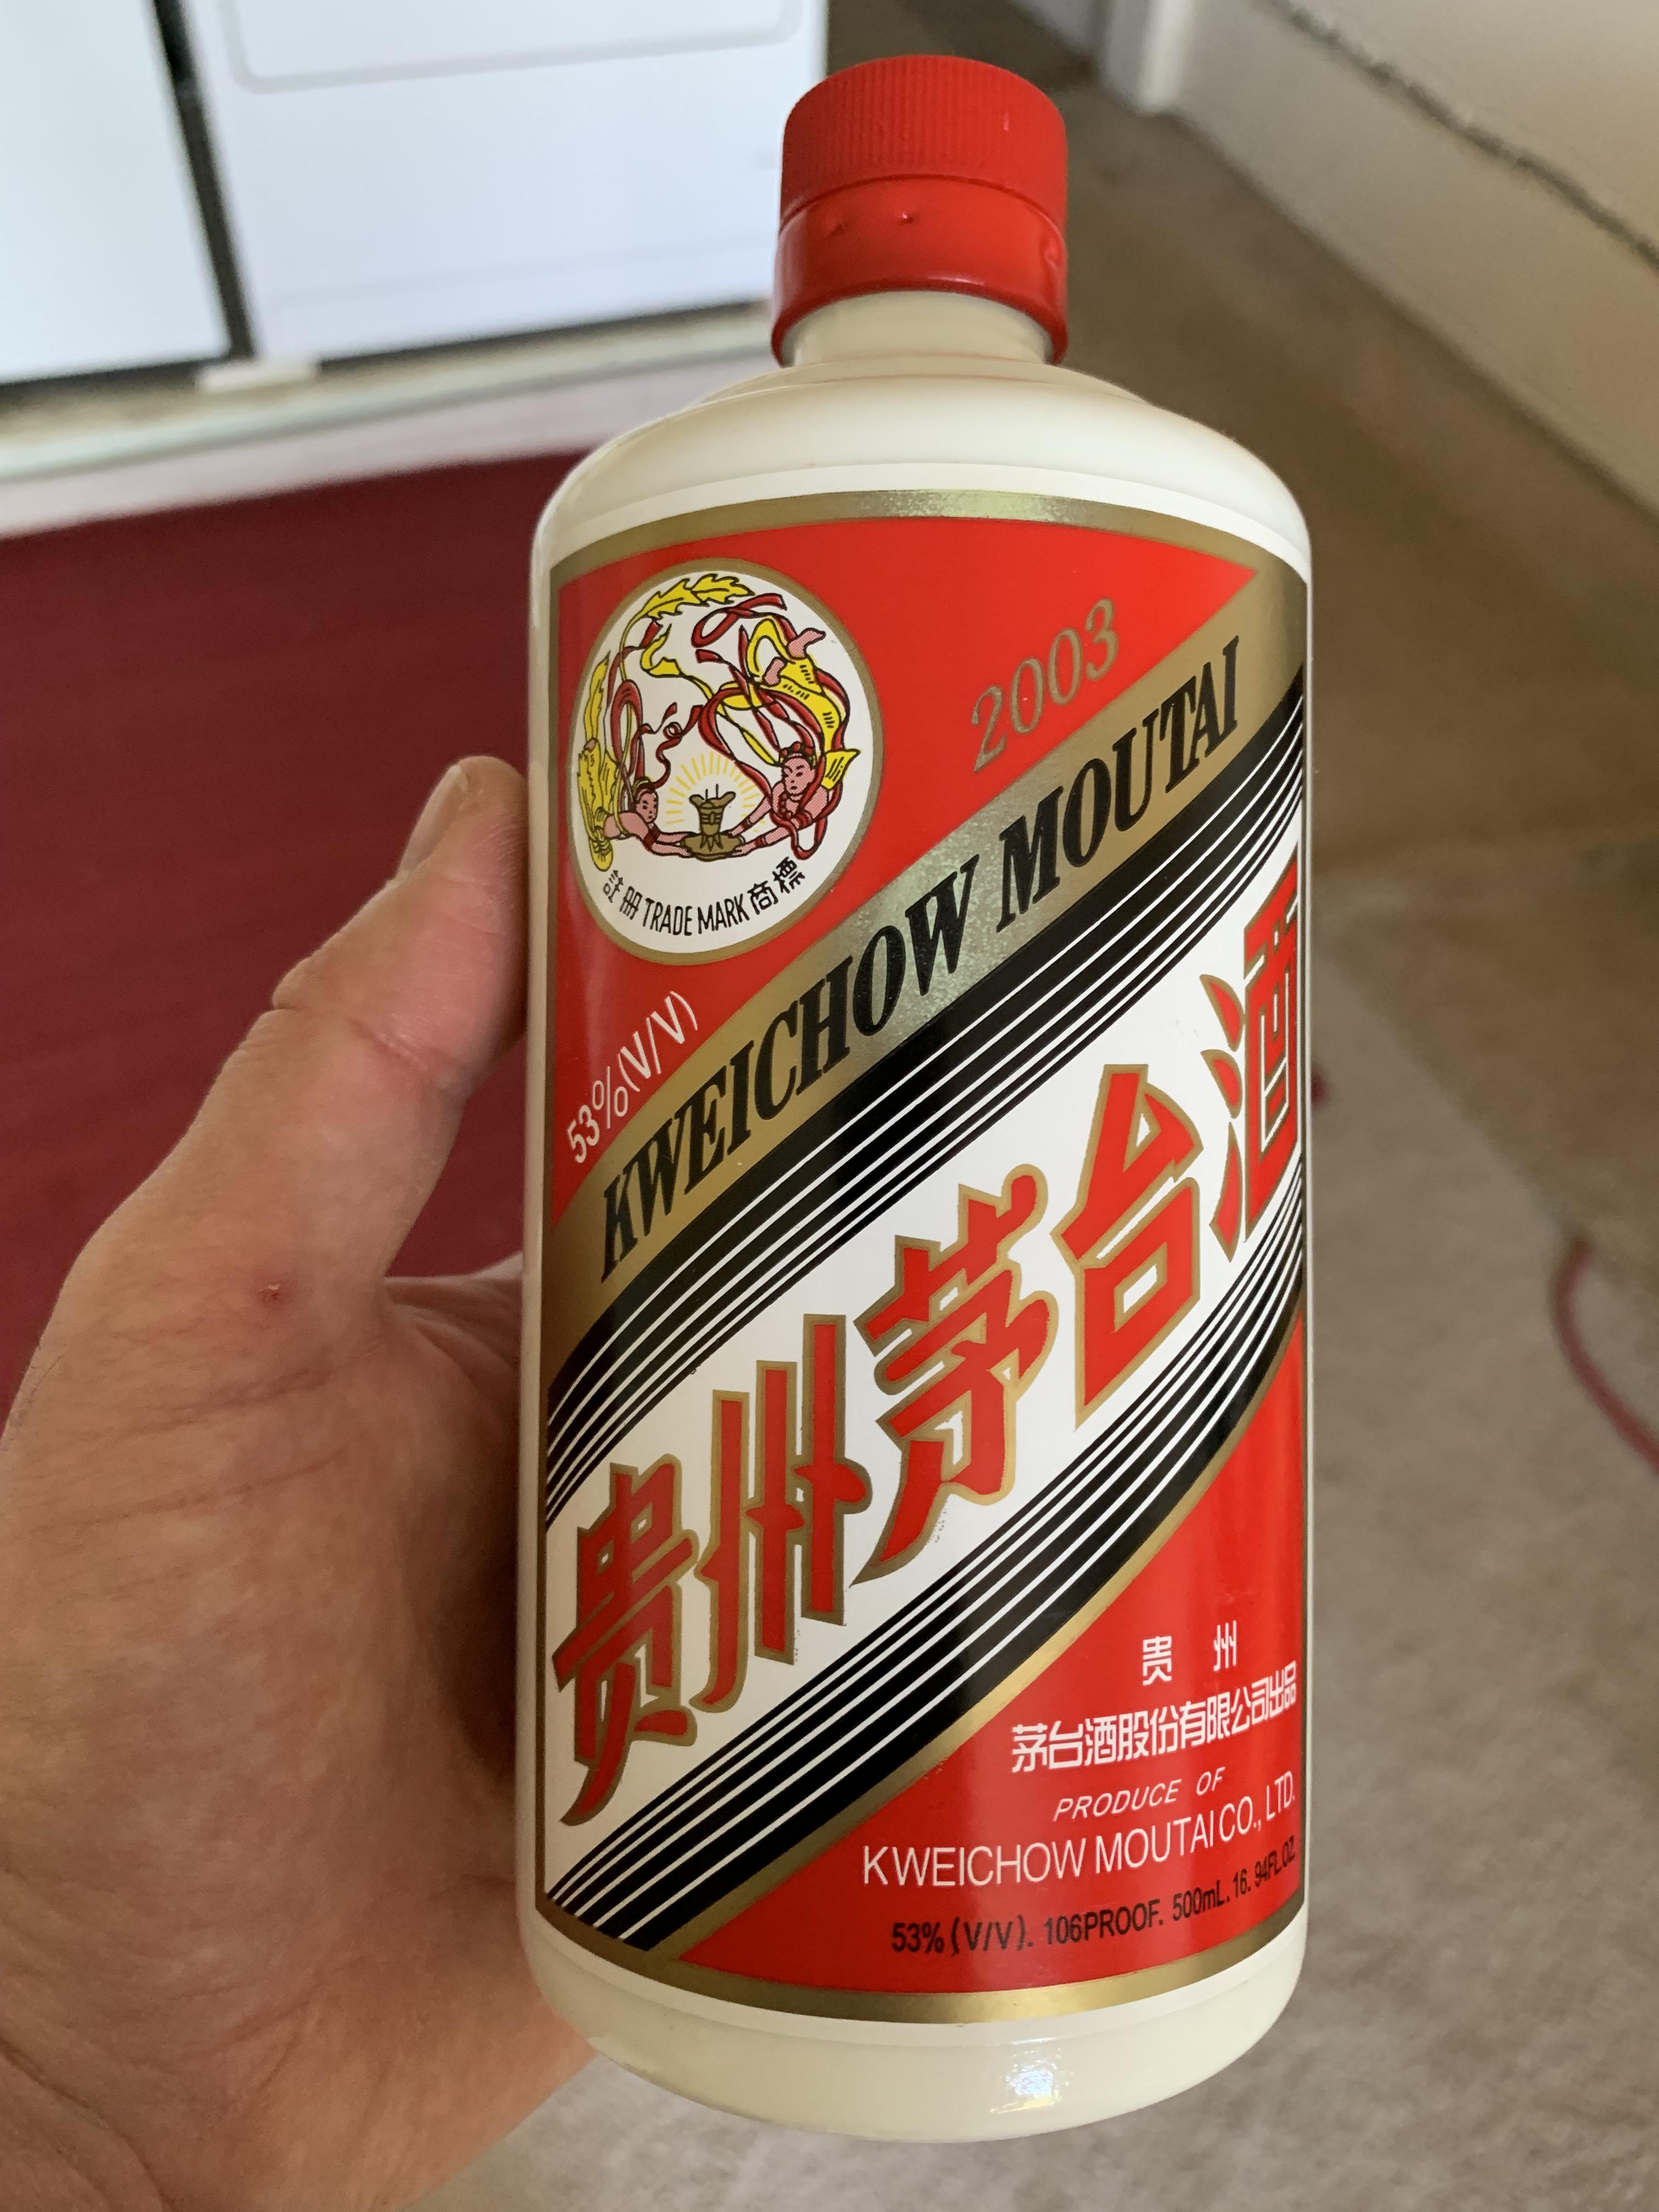 2003
註册 TRADE MARK 商標
53%(V/V)
KWEICHOW MOUTAI
贵州茅台酒
贵 州
茅台酒股份有限公司出品
PRODUCE OF
KWEICHOW MOUTAI CO., LTD.
53% (V/V). 106PROOF. 500mL. 16. 94FL.OZ.